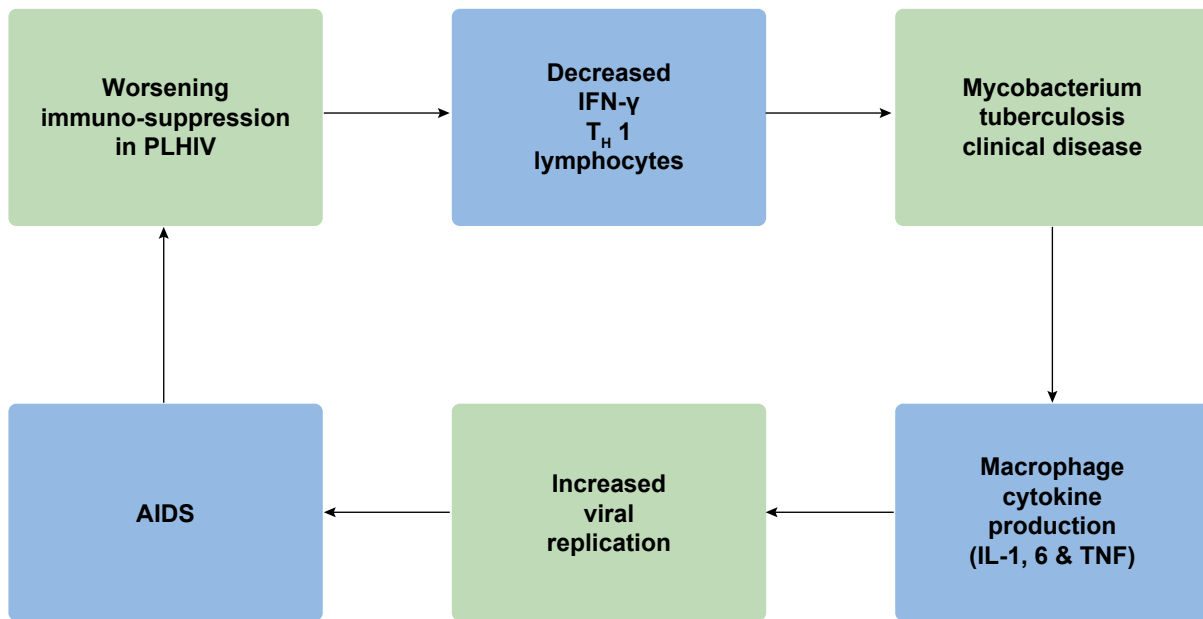 Worsening
immuno-suppression
in PLHIV
Decreased
IFN-γ
T_H 1
lymphocytes
Mycobacterium
tuberculosis
clinical disease
AIDS
Increased
viral
replication
Macrophage
cytokine
production
(IL-1, 6 & TNF)